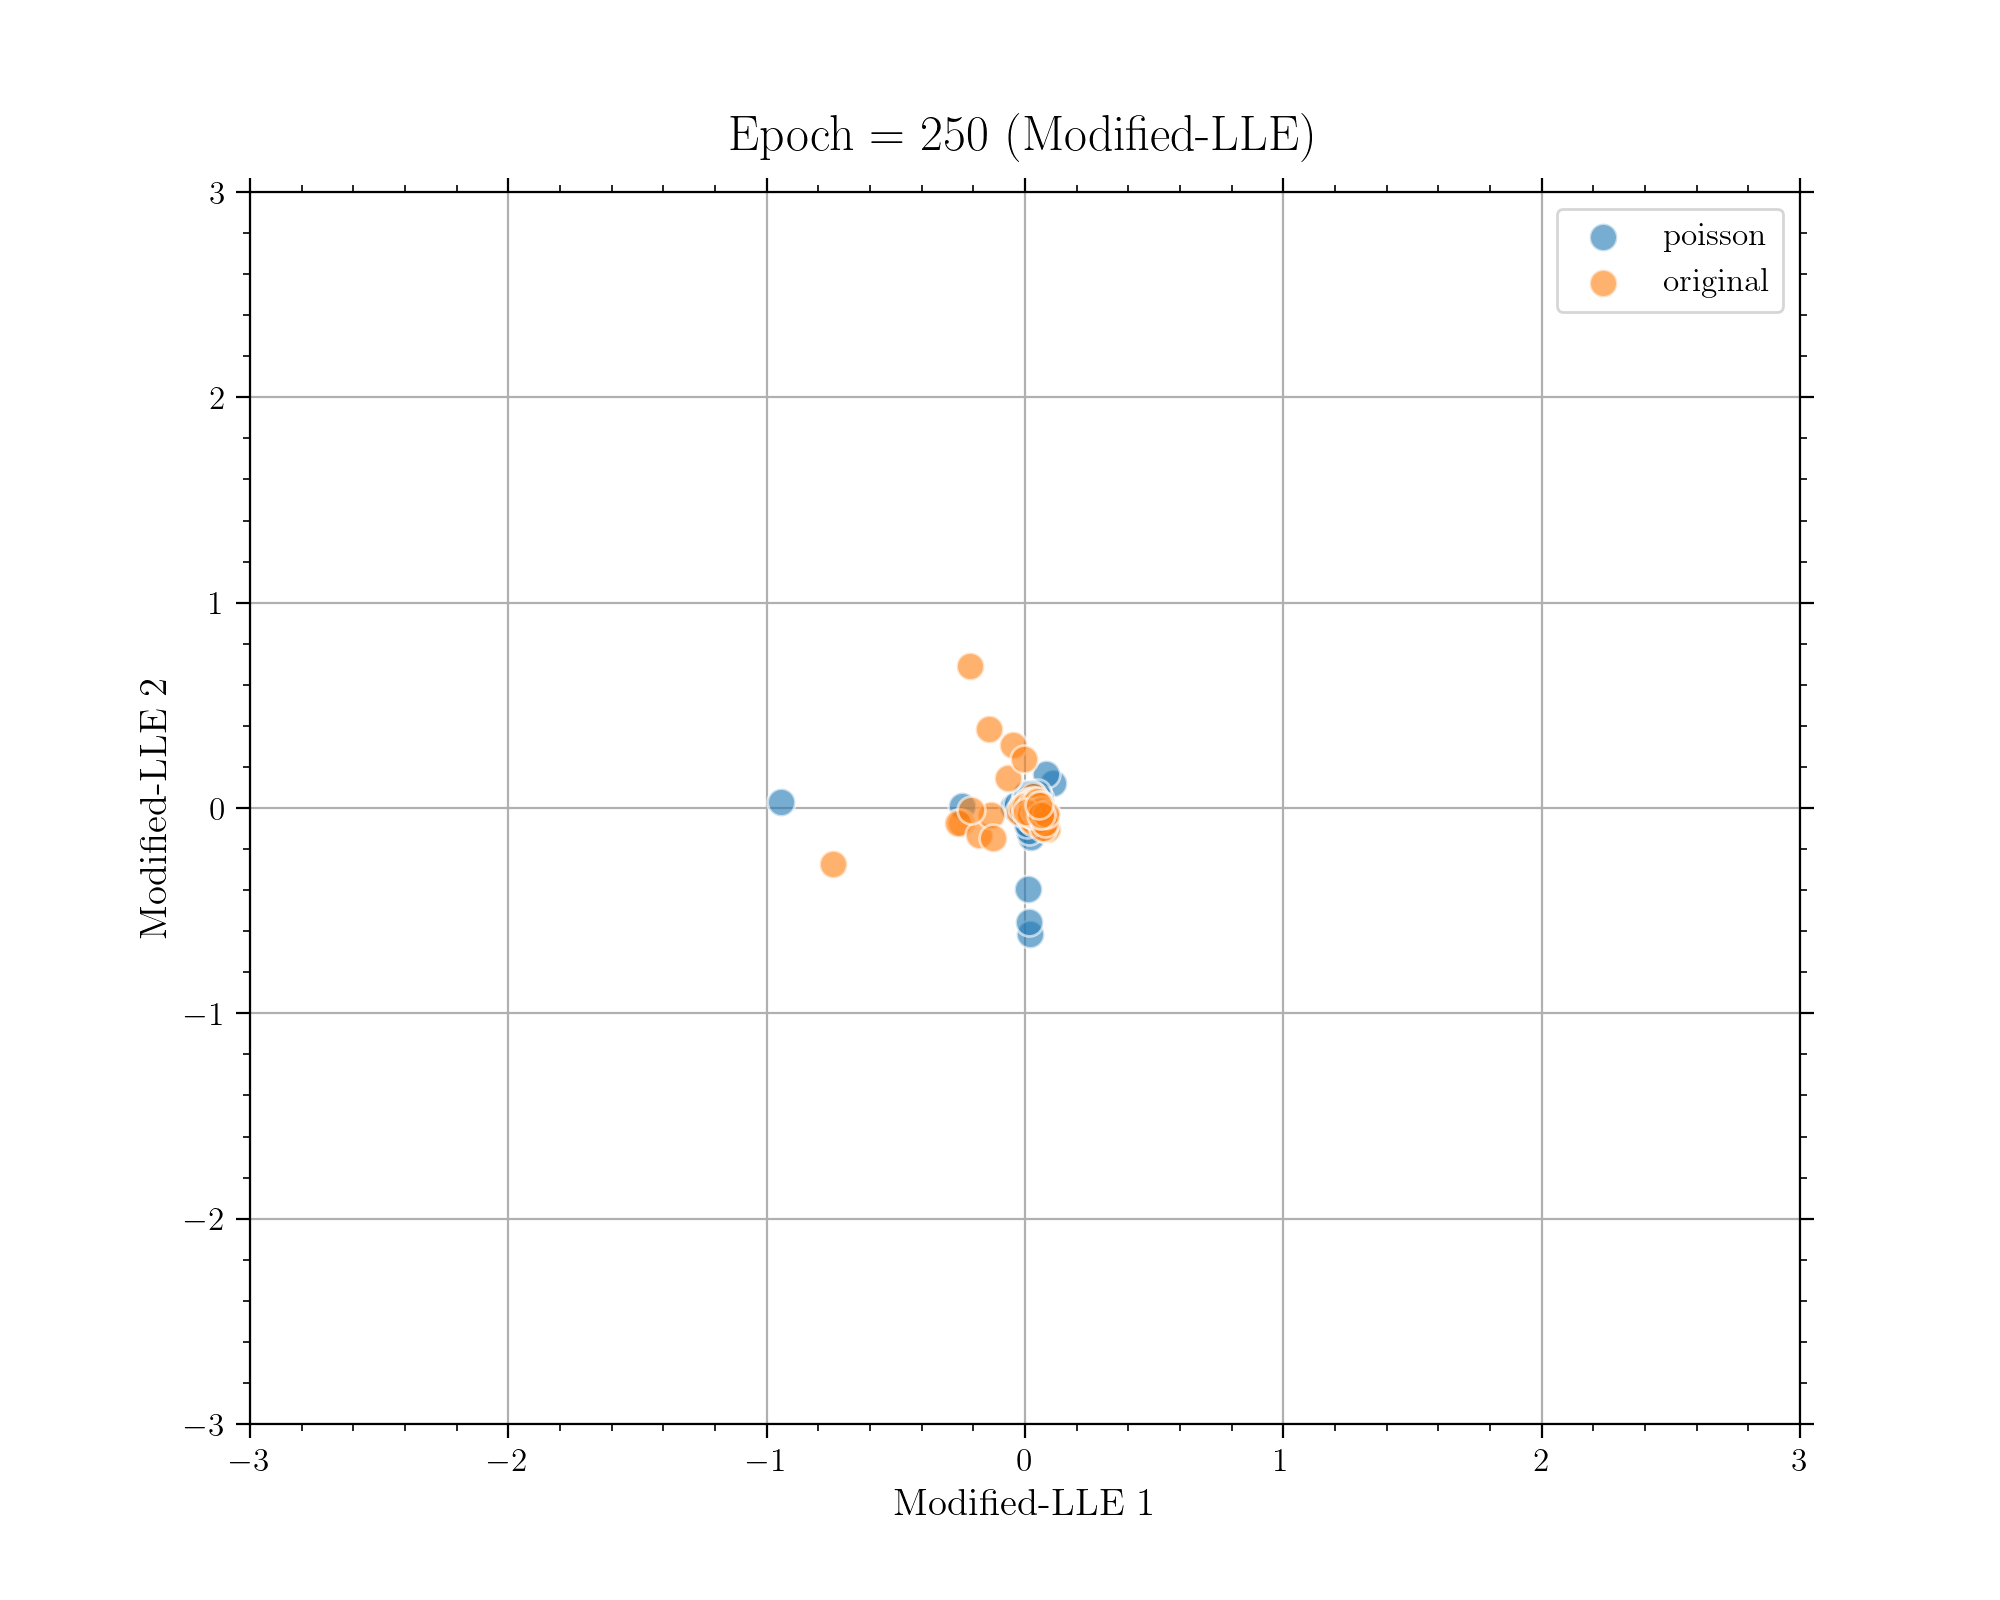 Epoch = 250 (Modified-LLE)
poisson
original
3
2
1
0
−1
−2
−3
Modified-LLE 2
−3
−2
−1
0
1
2
3
Modified-LLE 1